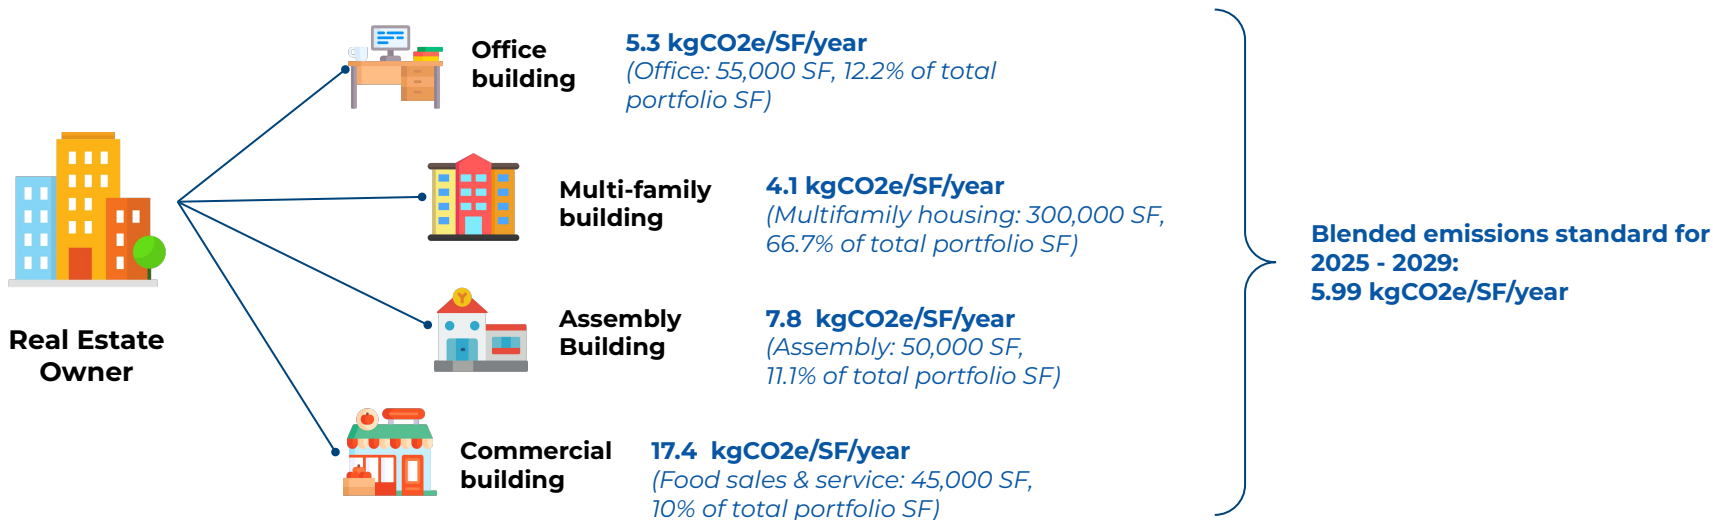 Real Estate
Owner
Office
building
5.3 kgCO2e/SF/year
(Office: 55,000 SF, 12.2% of total
portfolio SF)
Multi-family
building
4.1 kgCO2e/SF/year
(Multifamily housing: 300,000 SF,
66.7% of total portfolio SF)
Assembly
Building
7.8 kgCO2e/SF/year
(Assembly: 50,000 SF,
11.1% of total portfolio SF)
Commercial
building
17.4 kgCO2e/SF/year
(Food sales & service: 45,000 SF,
10% of total portfolio SF)
Blended emissions standard for
2025 - 2029:
5.99 kgCO2e/SF/year